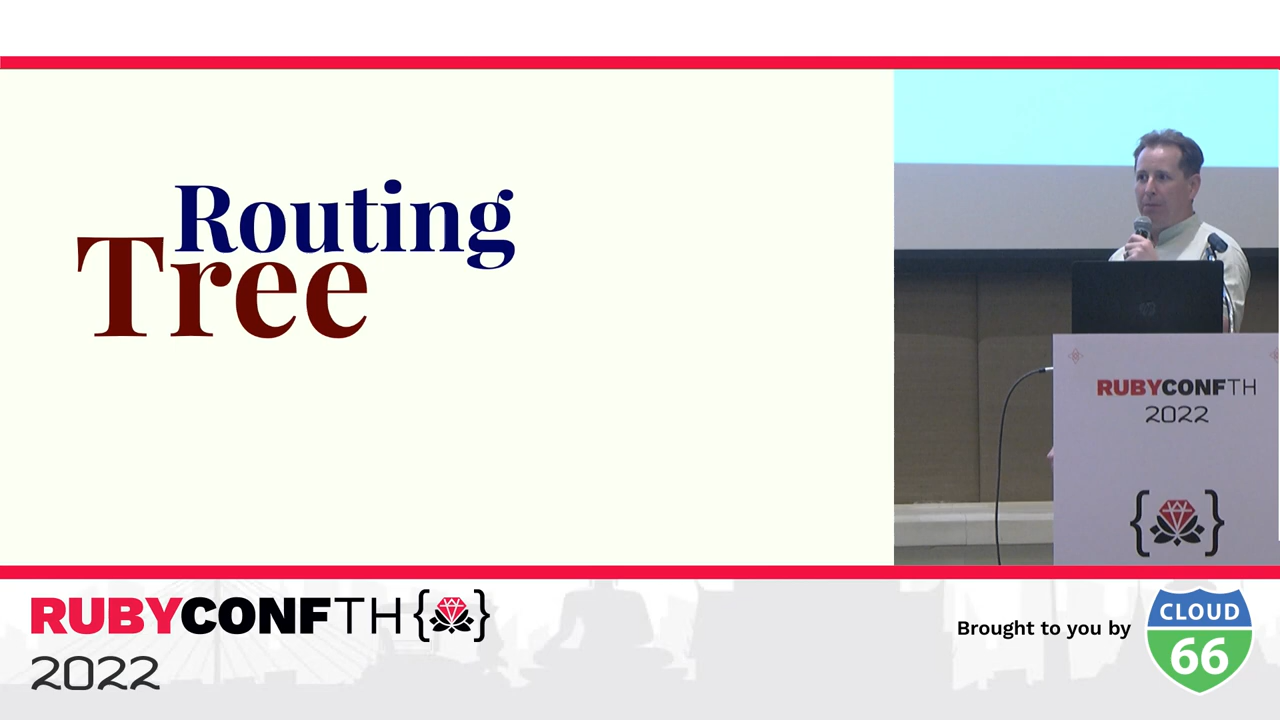 Routing
Tree
RUBYCONFTH
2022
RUBYCONFTH
2022
Brought to you by
CLOUD
66